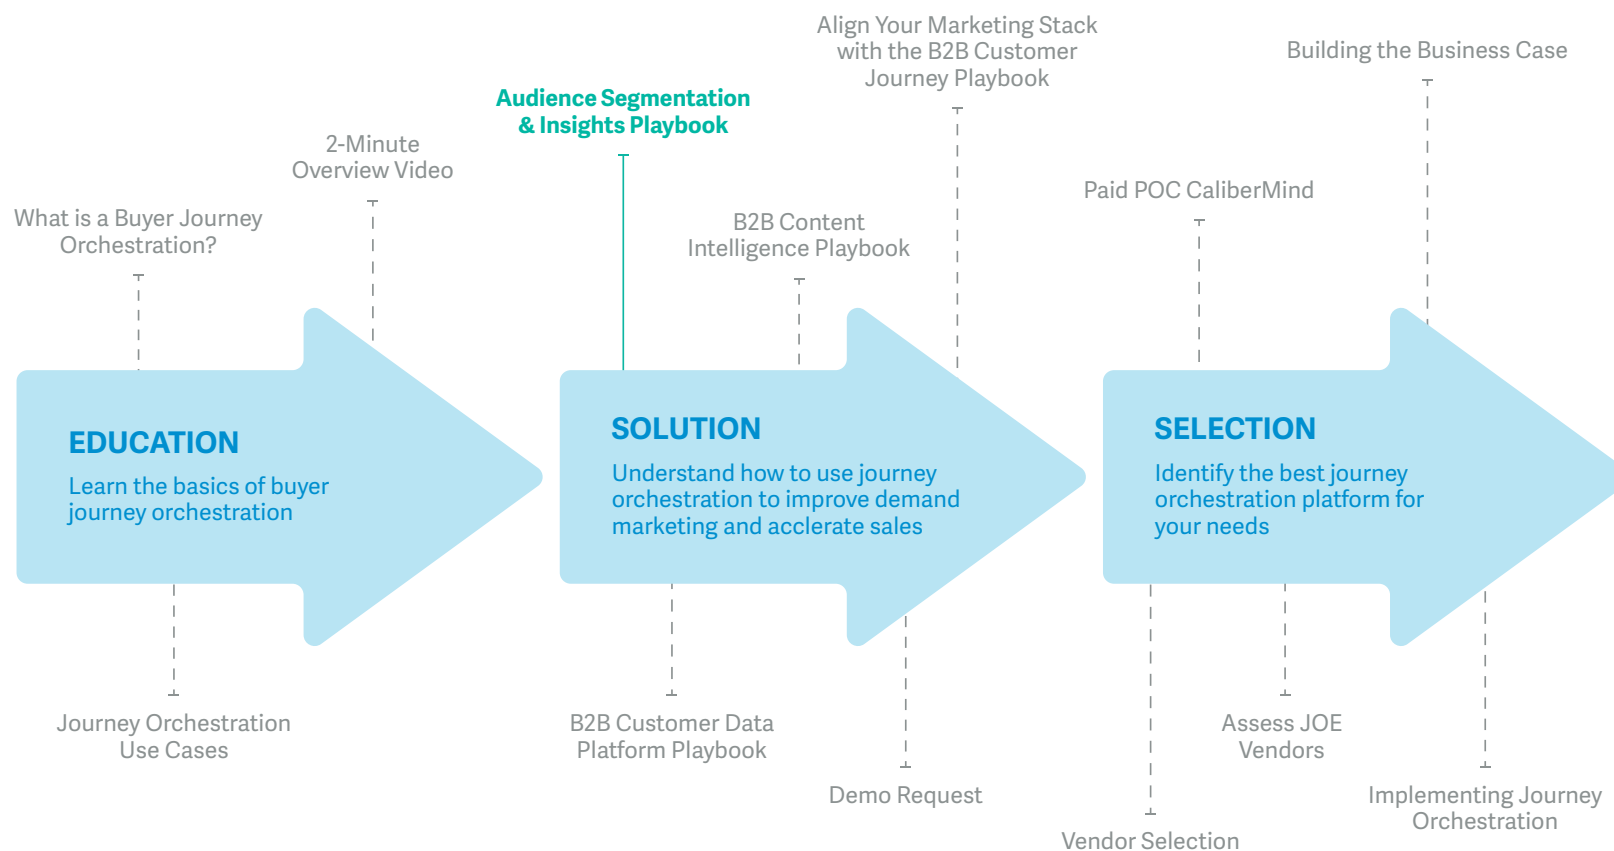 Align Your Marketing Stack
with the B2B Customer
Journey Playbook
Building the Business Case
Audience Segmentation
& Insights Playbook
2-Minute
Overview Video
Paid POC CaliberMind
What is a Buyer Journey
Orchestration?
B2B Content
Intelligence Playbook
EDUCATION
Learn the basics of buyer
journey orchestration
SOLUTION
Understand how to use journey
orchestration to improve demand
marketing and acclerate sales
SELECTION
Identify the best journey
orchestration platform for
your needs
Journey Orchestration
Use Cases
B2B Customer Data
Platform Playbook
Assess JOE
Vendors
Demo Request
Implementing Journey
Orchestration
Vendor Selection